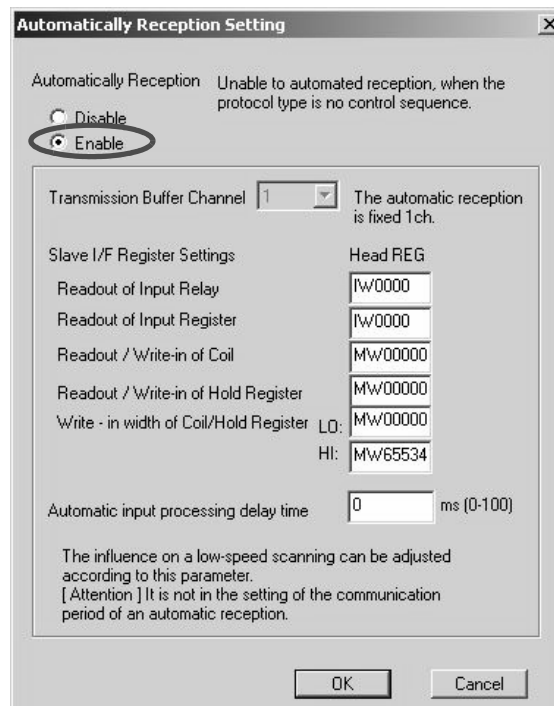 Automatically Reception Setting
Automatically Reception
Unable to automated reception, when the
protocol type is no control sequence.
Disable
Enable
Transmission Buffer Channel 1 The automatic reception
is fixed 1ch.
Slave I/F Register Settings Head REG
Readout of Input Relay IW0000
Readout of Input Register IW0000
Readout / Write-in of Coil MW00000
Readout / Write-in of Hold Register MW00000
Write - in width of Coil/Hold Register LO: MW00000
HI: MW65534
Automatic input processing delay time 0 ms (0-100)
The influence on a low-speed scanning can be adjusted
according to this parameter.
[ Attention ] It is not in the setting of the communication
period of an automatic reception.
OK Cancel